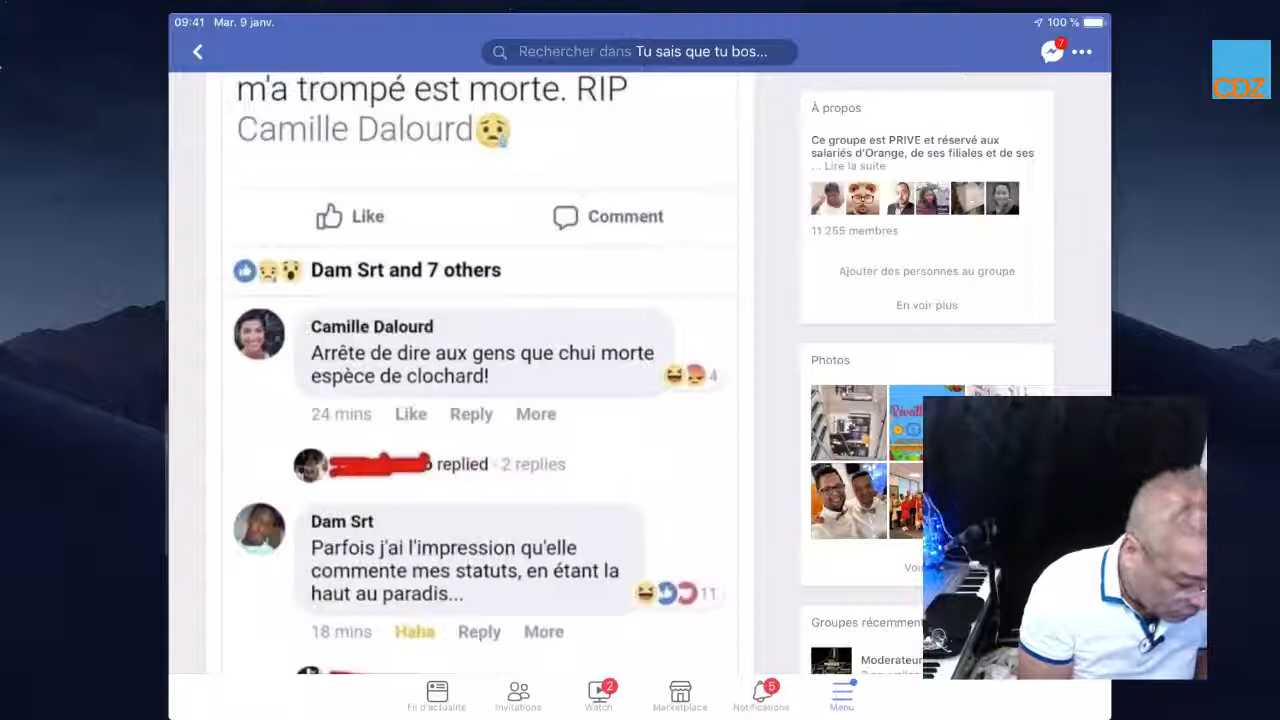 09:41 Mar. 9 janv.
100 %
Rechercher dans Tu sais que tu bos...
7
CDZ
m'a trompé est morte. RIP
Camille Dalourd
Like
Comment
Dam Srt and 7 others
Camille Dalourd
Arrête de dire aux gens que chui morte
espèce de clochard!
4
24 mins Like Reply More
replied · 2 replies
Dam Srt
Parfois j'ai l'impression qu'elle
commente mes statuts, en étant la
haut au paradis...
11
18 mins Haha Reply More
À propos
Ce groupe est PRIVE et réservé aux
salariés d'Orange, de ses filiales et de ses
... Lire la suite
11 255 membres
Ajouter des personnes au groupe
En voir plus
Photos
Groupes récemment
Moderateur
Fil d'actualité
Invitations
2
Watch
Marketplace
5
Notifications
Menu